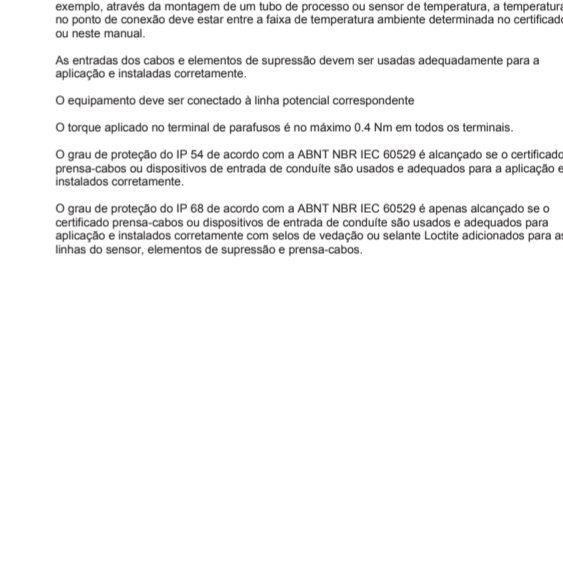 exemplo, através da montagem de um tubo de processo ou sensor de temperatura, a temperatura
no ponto de conexão deve estar entre a faixa de temperatura ambiente determinada no certificado
ou neste manual.
As entradas dos cabos e elementos de supressão devem ser usadas adequadamente para a
aplicação e instaladas corretamente.
O equipamento deve ser conectado à linha potencial correspondente
O torque aplicado no terminal de parafusos é no máximo 0.4 Nm em todos os terminais.
O grau de proteção do IP 54 de acordo com a ABNT NBR IEC 60529 é alcançado se o certificado
prensa-cabos ou dispositivos de entrada de conduíte são usados e adequados para a aplicação e
instalados corretamente.
O grau de proteção do IP 68 de acordo com a ABNT NBR IEC 60529 é apenas alcançado se o
certificado prensa-cabos ou dispositivos de entrada de conduíte são usados e adequados para
aplicação e instalados corretamente com selos de vedação ou selante Loctite adicionados para as
linhas do sensor, elementos de supressão e prensa-cabos.